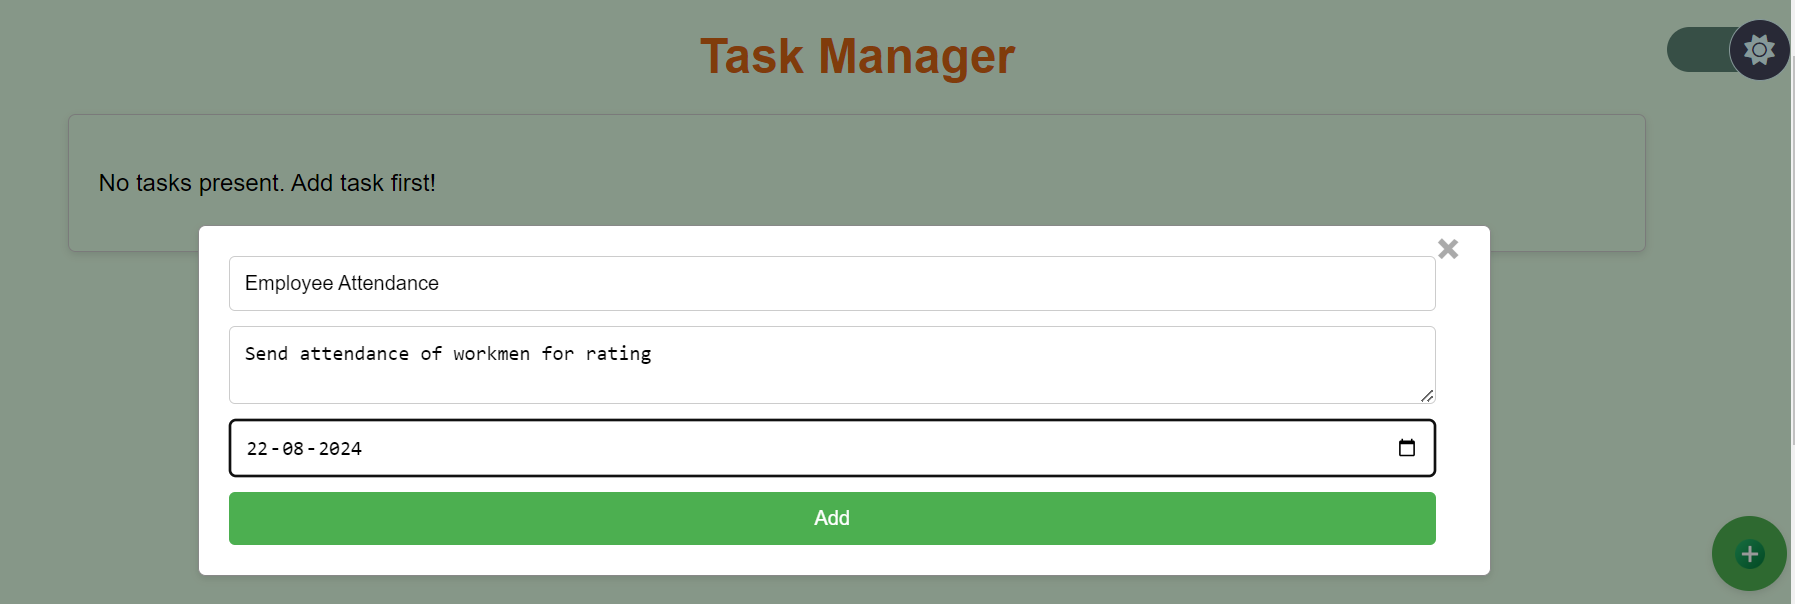 Task Manager
No tasks present. Add task first!
Employee Attendance
Send attendance of workmen for rating
22-08-2024
Add